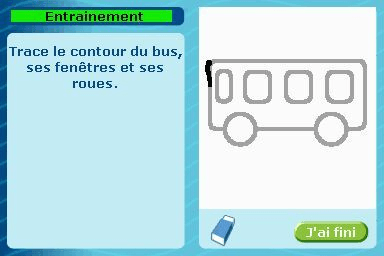 Entrainement
Trace le contour du bus,
ses fenêtres et ses
roues.
J'ai fini